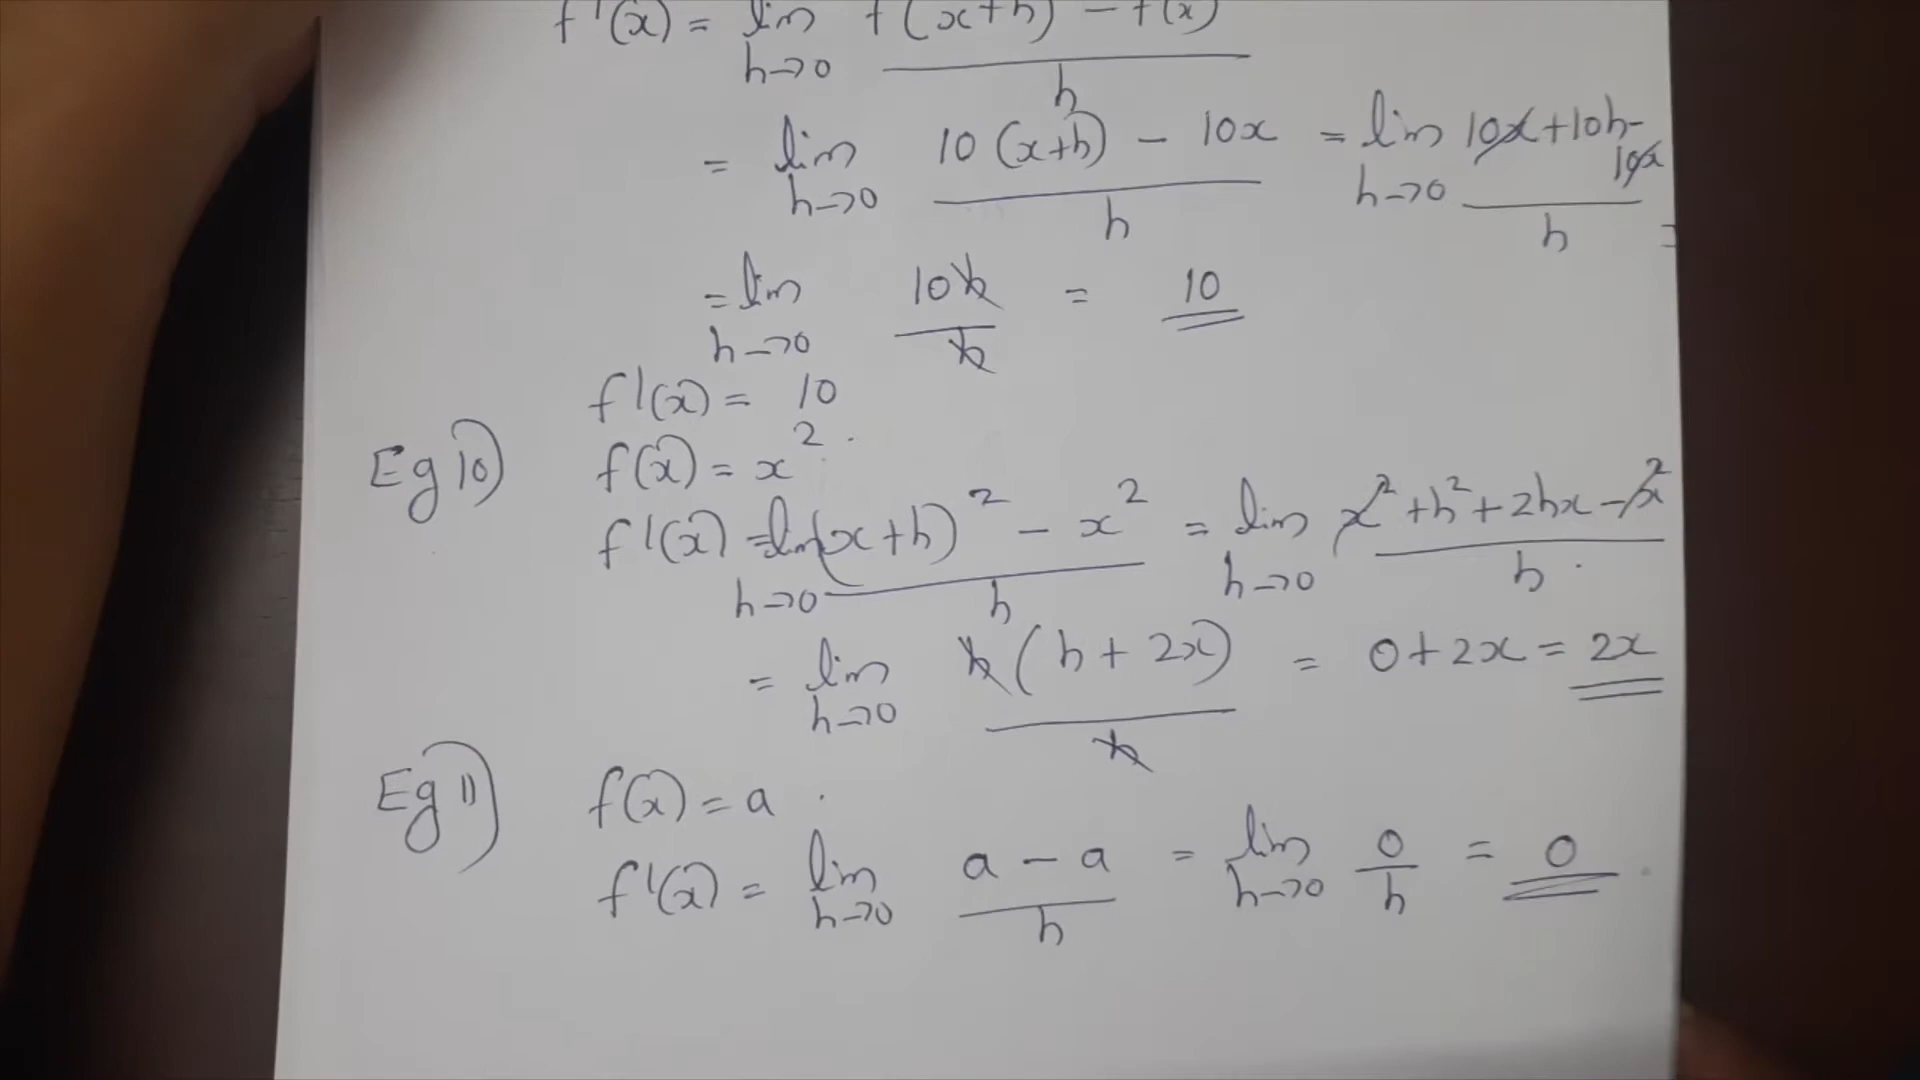 f'(x) = lim h→0 f(x+h) - f(x) / h
= lim h→0 10(x+h) - 10x / h = lim h→0 10x+10h-10x / h =
= lim h→0 10h / h = 10
f'(x) = 10
Eg 10) f(x) = x²
f'(x) = lim h→0 (x+h)² - x² / h = lim h→0 x²+h²+2hx-x² / h
= lim h→0 h(h+2x) / h = 0+2x = 2x
Eg 11) f(x) = a
f'(x) = lim h→0 a - a / h = lim h→0 0 / h = 0